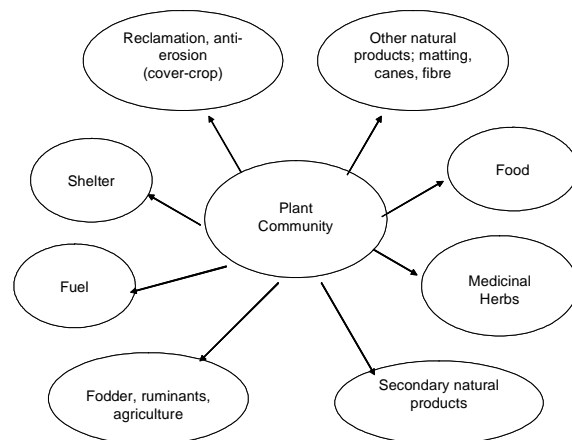 Reclamation, anti-
erosion
(cover-crop)
Other natural
products; matting,
canes, fibre
Shelter
Food
Plant
Community
Fuel
Medicinal
Herbs
Fodder, ruminants,
agriculture
Secondary natural
products